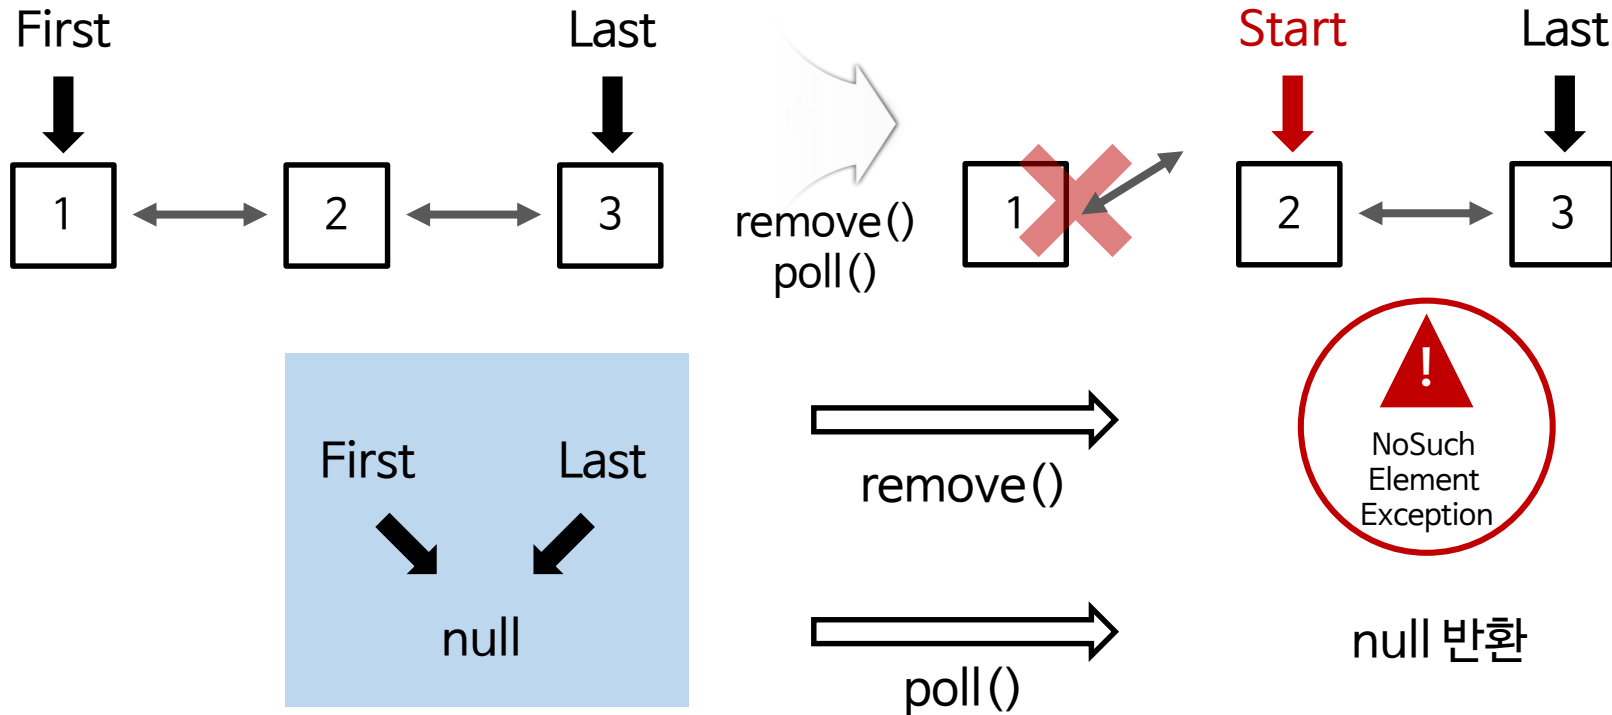 First
Last
Start
Last
1
2
3
remove()
poll()
1
2
3
First
Last
null
remove()
!
NoSuch
Element
Exception
poll()
null 반환